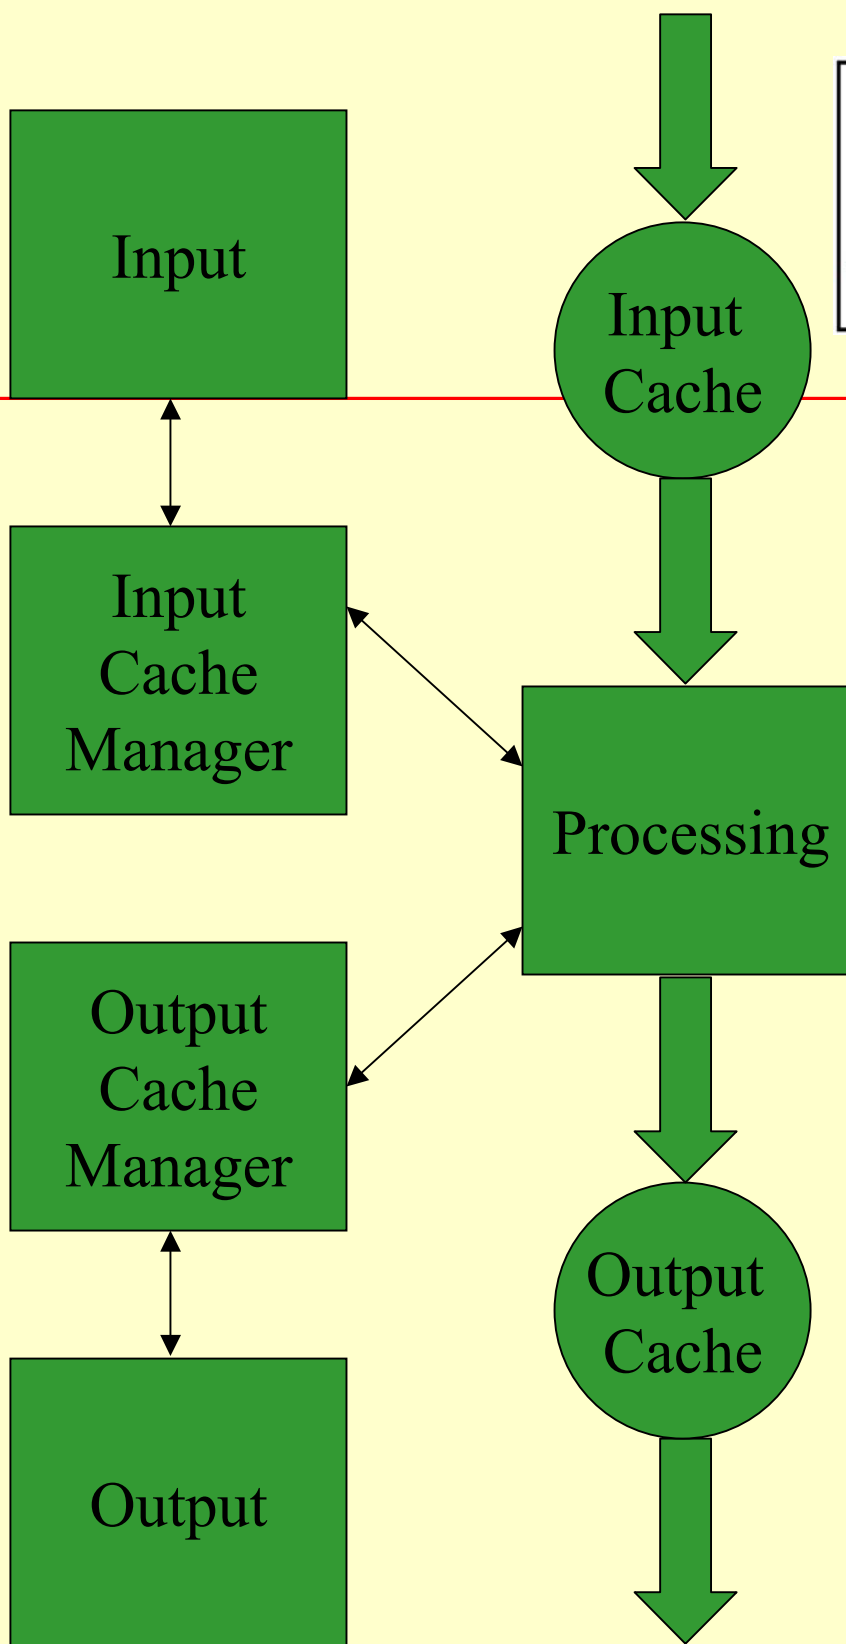 Input
Input
Cache
Input
Cache
Manager
Processing
Output
Cache
Manager
Output
Cache
Output